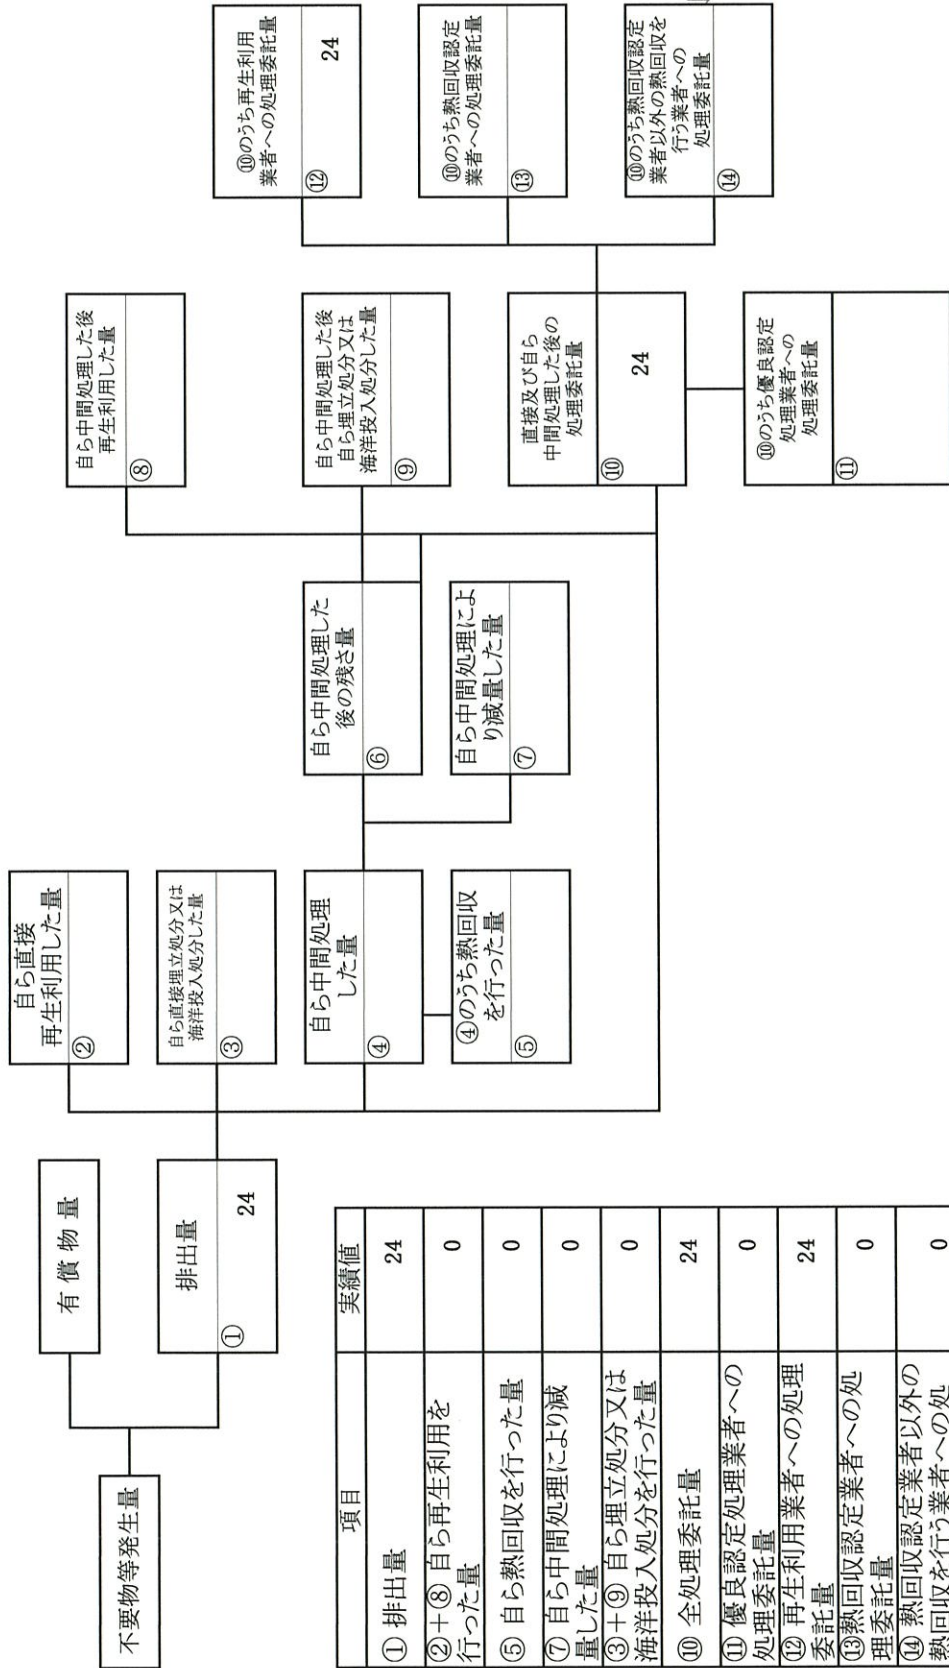 不要物等発生量
有償物量
排出量
①
24
自ら直接
再生利用した量
②
自ら直接埋立処分又は
海洋投入処分した量
③
自ら中間処理
した量
④
④のうち熱回収
を行った量
⑤
自ら中間処理した
後の残さ量
⑥
自ら中間処理によ
り減量した量
⑦
自ら中間処理した後
再生利用した量
⑧
自ら中間処理した後
自ら埋立処分又は
海洋投入処分した量
⑨
直接及び自ら
中間処理した後の
処理委託量
⑩
24
⑩のうち優良認定
処理業者への
処理委託量
⑪
⑩のうち再生利用
業者への処理委託量
⑫
24
⑩のうち熱回収認定
業者への処理委託量
⑬
⑩のうち熱回収認定
業者以外の熱回収を
行う業者への
処理委託量
⑭
項目 実績値
① 排出量 24
②+⑧ 自ら再生利用を
行った量 0
⑤ 自ら熱回収を行った量 0
⑦ 自ら中間処理により減
量した量 0
③+⑨ 自ら埋立処分又は
海洋投入処分を行った量 0
⑩ 全処理委託量 24
⑪ 優良認定処理業者への
処理委託量 0
⑫ 再生利用業者への処理
委託量 24
⑬熱回収認定業者への処
理委託量 0
⑭ 熱回収認定業者以外の
熱回収を行う業者への処 0